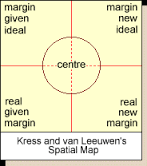 margin margin
given new
ideal ideal
centre
real real
given new
margin margin
Kress and van Leeuwen's
Spatial Map